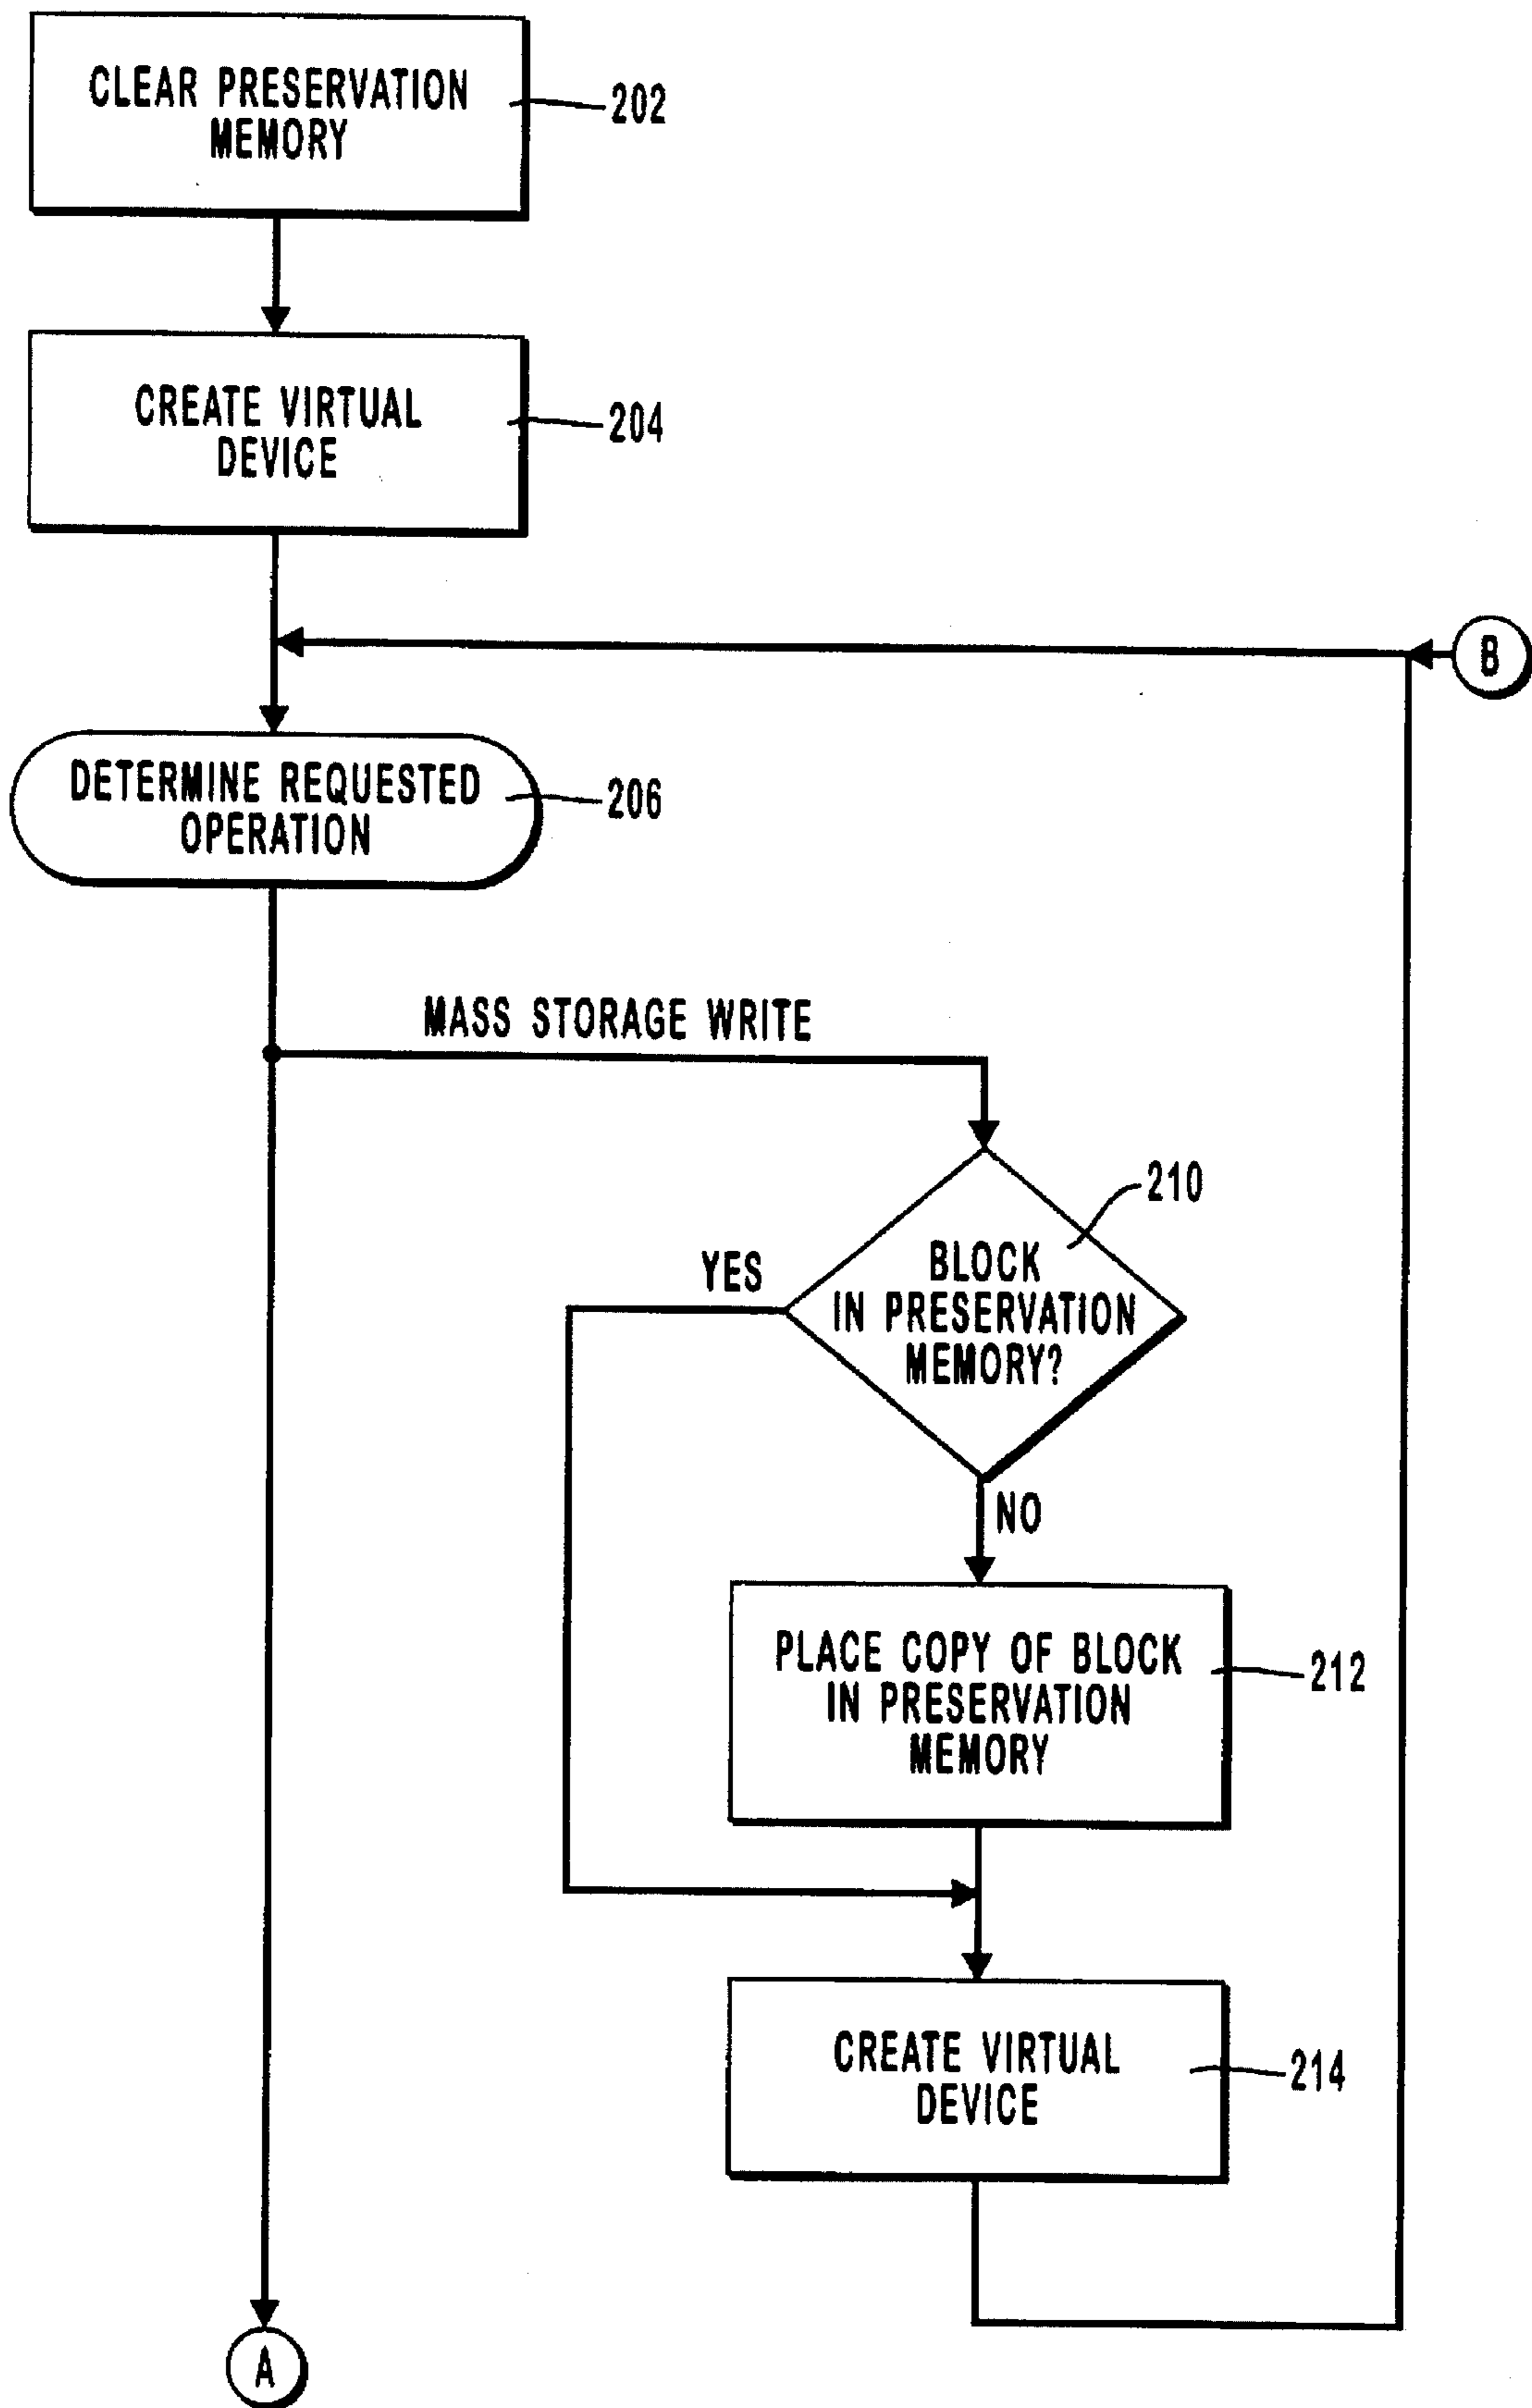 CLEAR PRESERVATION
MEMORY
202
CREATE VIRTUAL
DEVICE
204
B
DETERMINE REQUESTED
OPERATION
206
MASS STORAGE WRITE
210
YES
BLOCK
IN PRESERVATION
MEMORY?
NO
PLACE COPY OF BLOCK
IN PRESERVATION
MEMORY
212
CREATE VIRTUAL
DEVICE
214
A